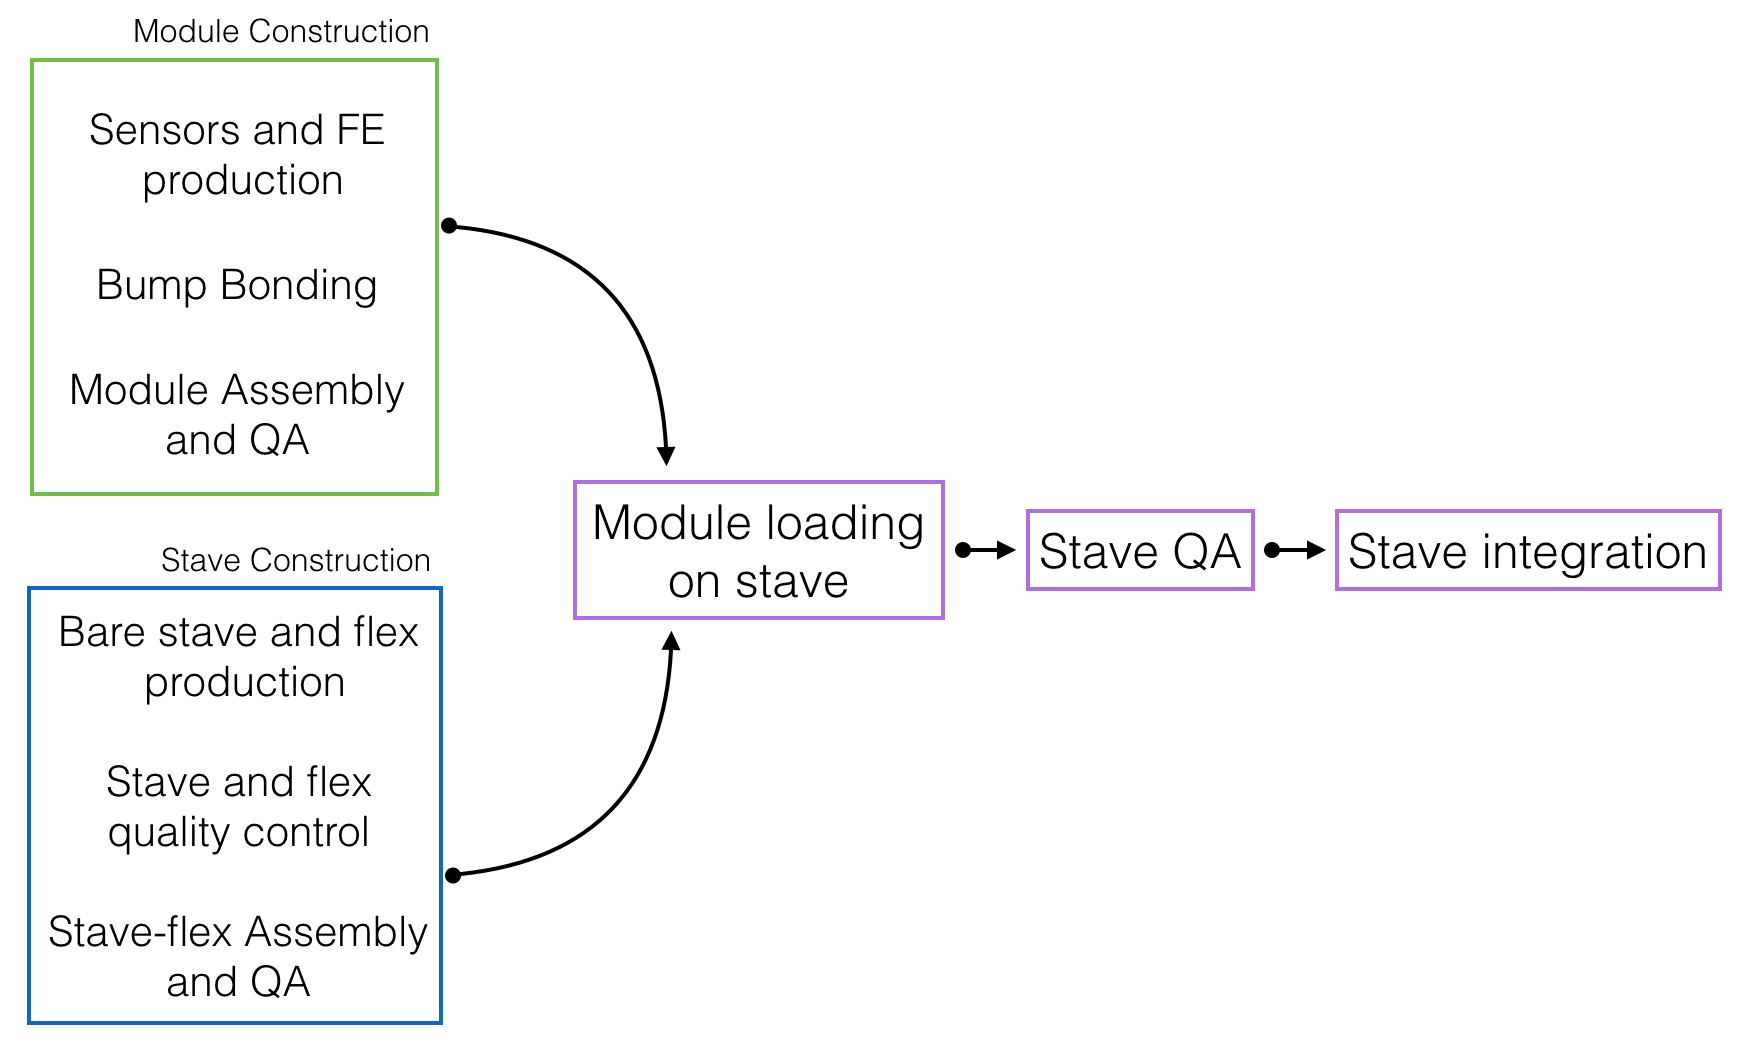 Module Construction
Sensors and FE
production
Bump Bonding
Module Assembly
and QA
Stave Construction
Bare stave and flex
production
Stave and flex
quality control
Stave-flex Assembly
and QA
Module loading
on stave
Stave QA
Stave integration